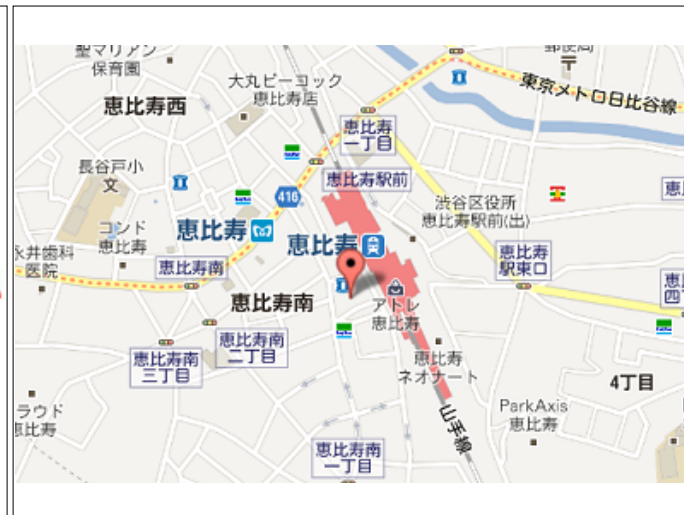 聖マリアン
保育園
大丸ピーコック
恵比寿店
恵比寿西
恵比寿
一丁目
東京メトロ日比谷線
長谷戸小
文
恵比寿駅前
416
渋谷区役所
恵比寿駅前(出)
コンド
恵比寿
恵比寿
恵比寿
永井歯科
医院
恵比寿南
恵比寿
駅東口
恵比寿南
アトレ
恵比寿
恵比寿南
二丁目
恵比寿南
三丁目
恵比寿
ネオナート
4丁目
ラウド
恵比寿
ParkAxis
恵比寿
山手線
恵比寿南
一丁目